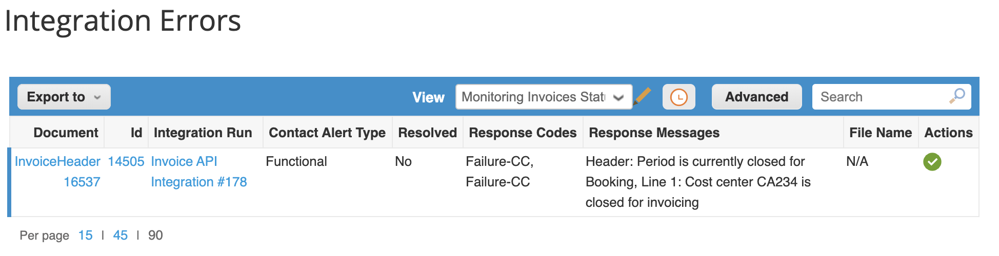 Integration Errors
Export to
View
Monitoring Invoices Stat
Advanced
Search
Document Id Integration Run Contact Alert Type Resolved Response Codes Response Messages File Name Actions
InvoiceHeader 14505 Invoice API Functional No Failure-CC, Header: Period is currently closed for N/A
16537 Integration #178 Failure-CC Booking, Line 1: Cost center CA234 is
closed for invoicing
Per page 15 | 45 | 90